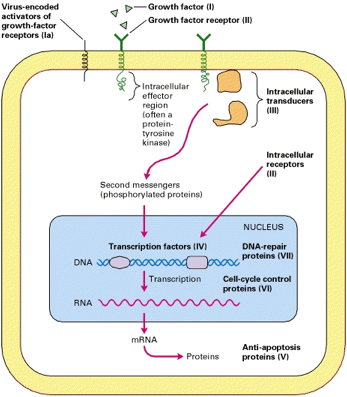 Virus-encoded
activators of
growth-factor
receptors (Ia)
Growth factor (I)
Growth factor receptor (II)
Intracellular
effector
region
(often a
protein-
tyrosine
kinase)
Intracellular
transducers
(III)
Intracellular
receptors
(II)
Second messengers
(phosphorylated proteins)
NUCLEUS
Transcription factors (IV)
DNA-repair
proteins (VII)
DNA
Transcription
Cell-cycle control
proteins (VI)
RNA
mRNA
Proteins
Anti-apoptosis
proteins (V)